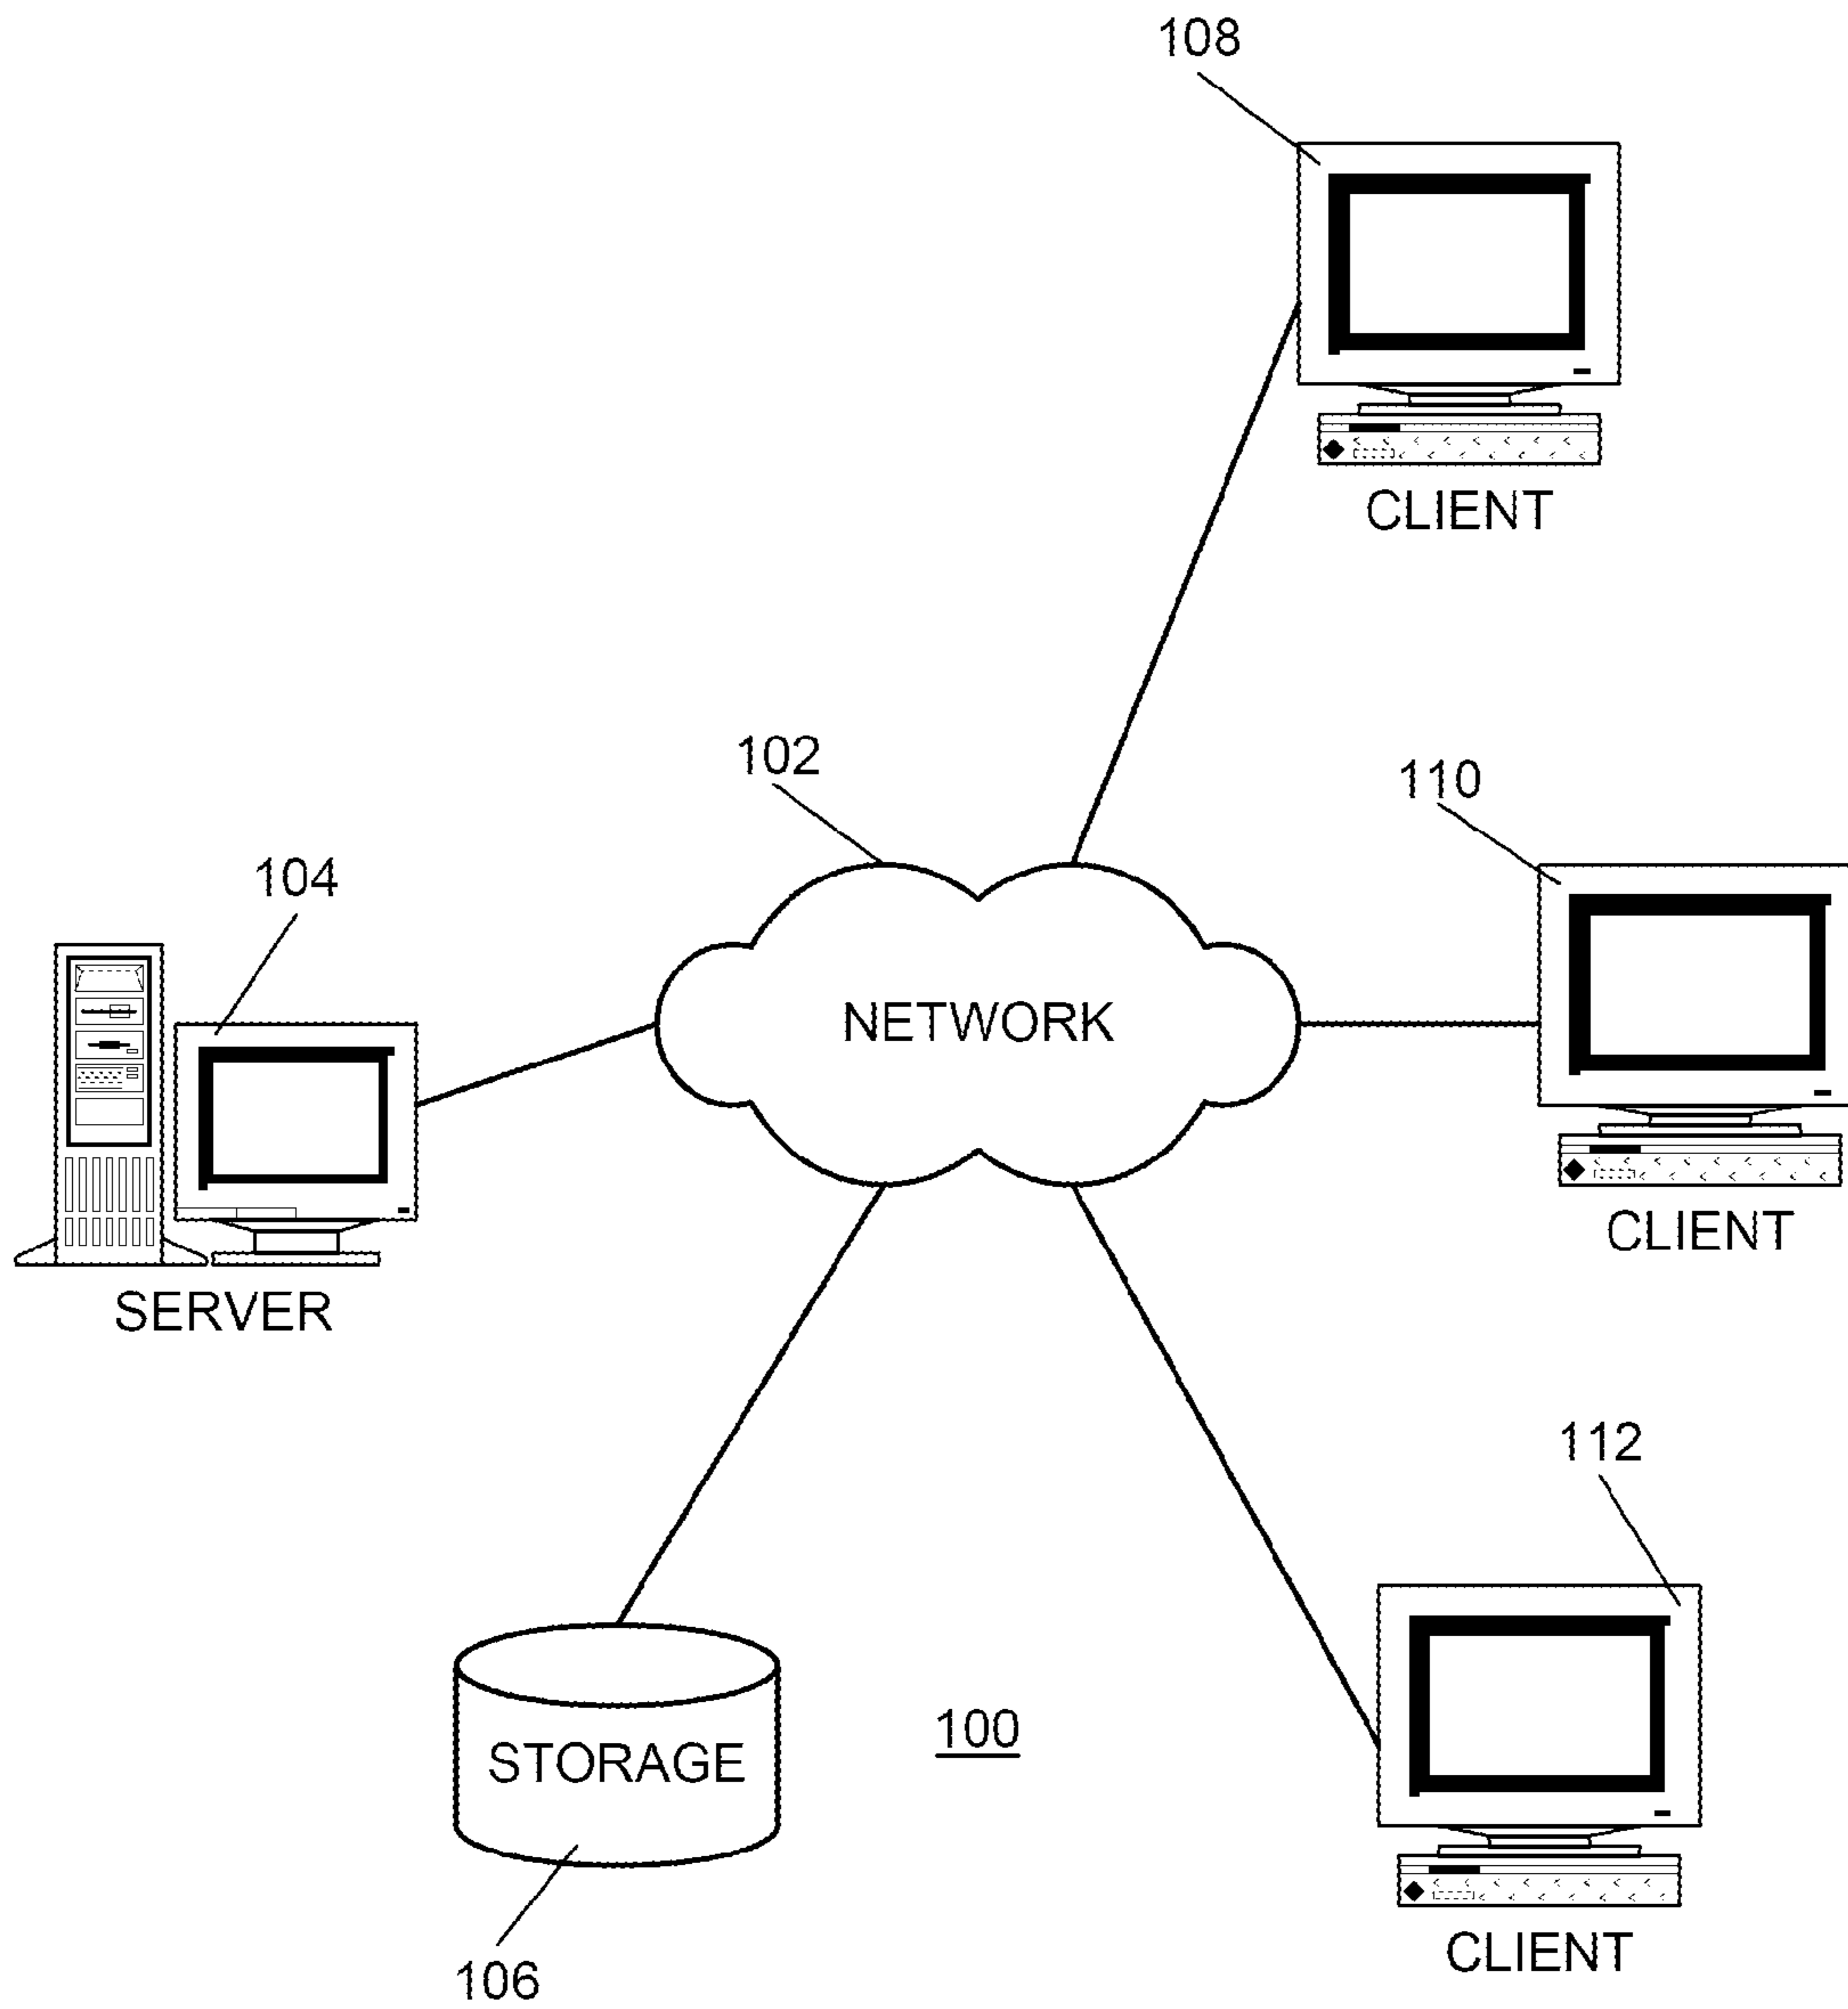 108
CLIENT
102
110
104
NETWORK
CLIENT
SERVER
112
100
STORAGE
106
CLIENT